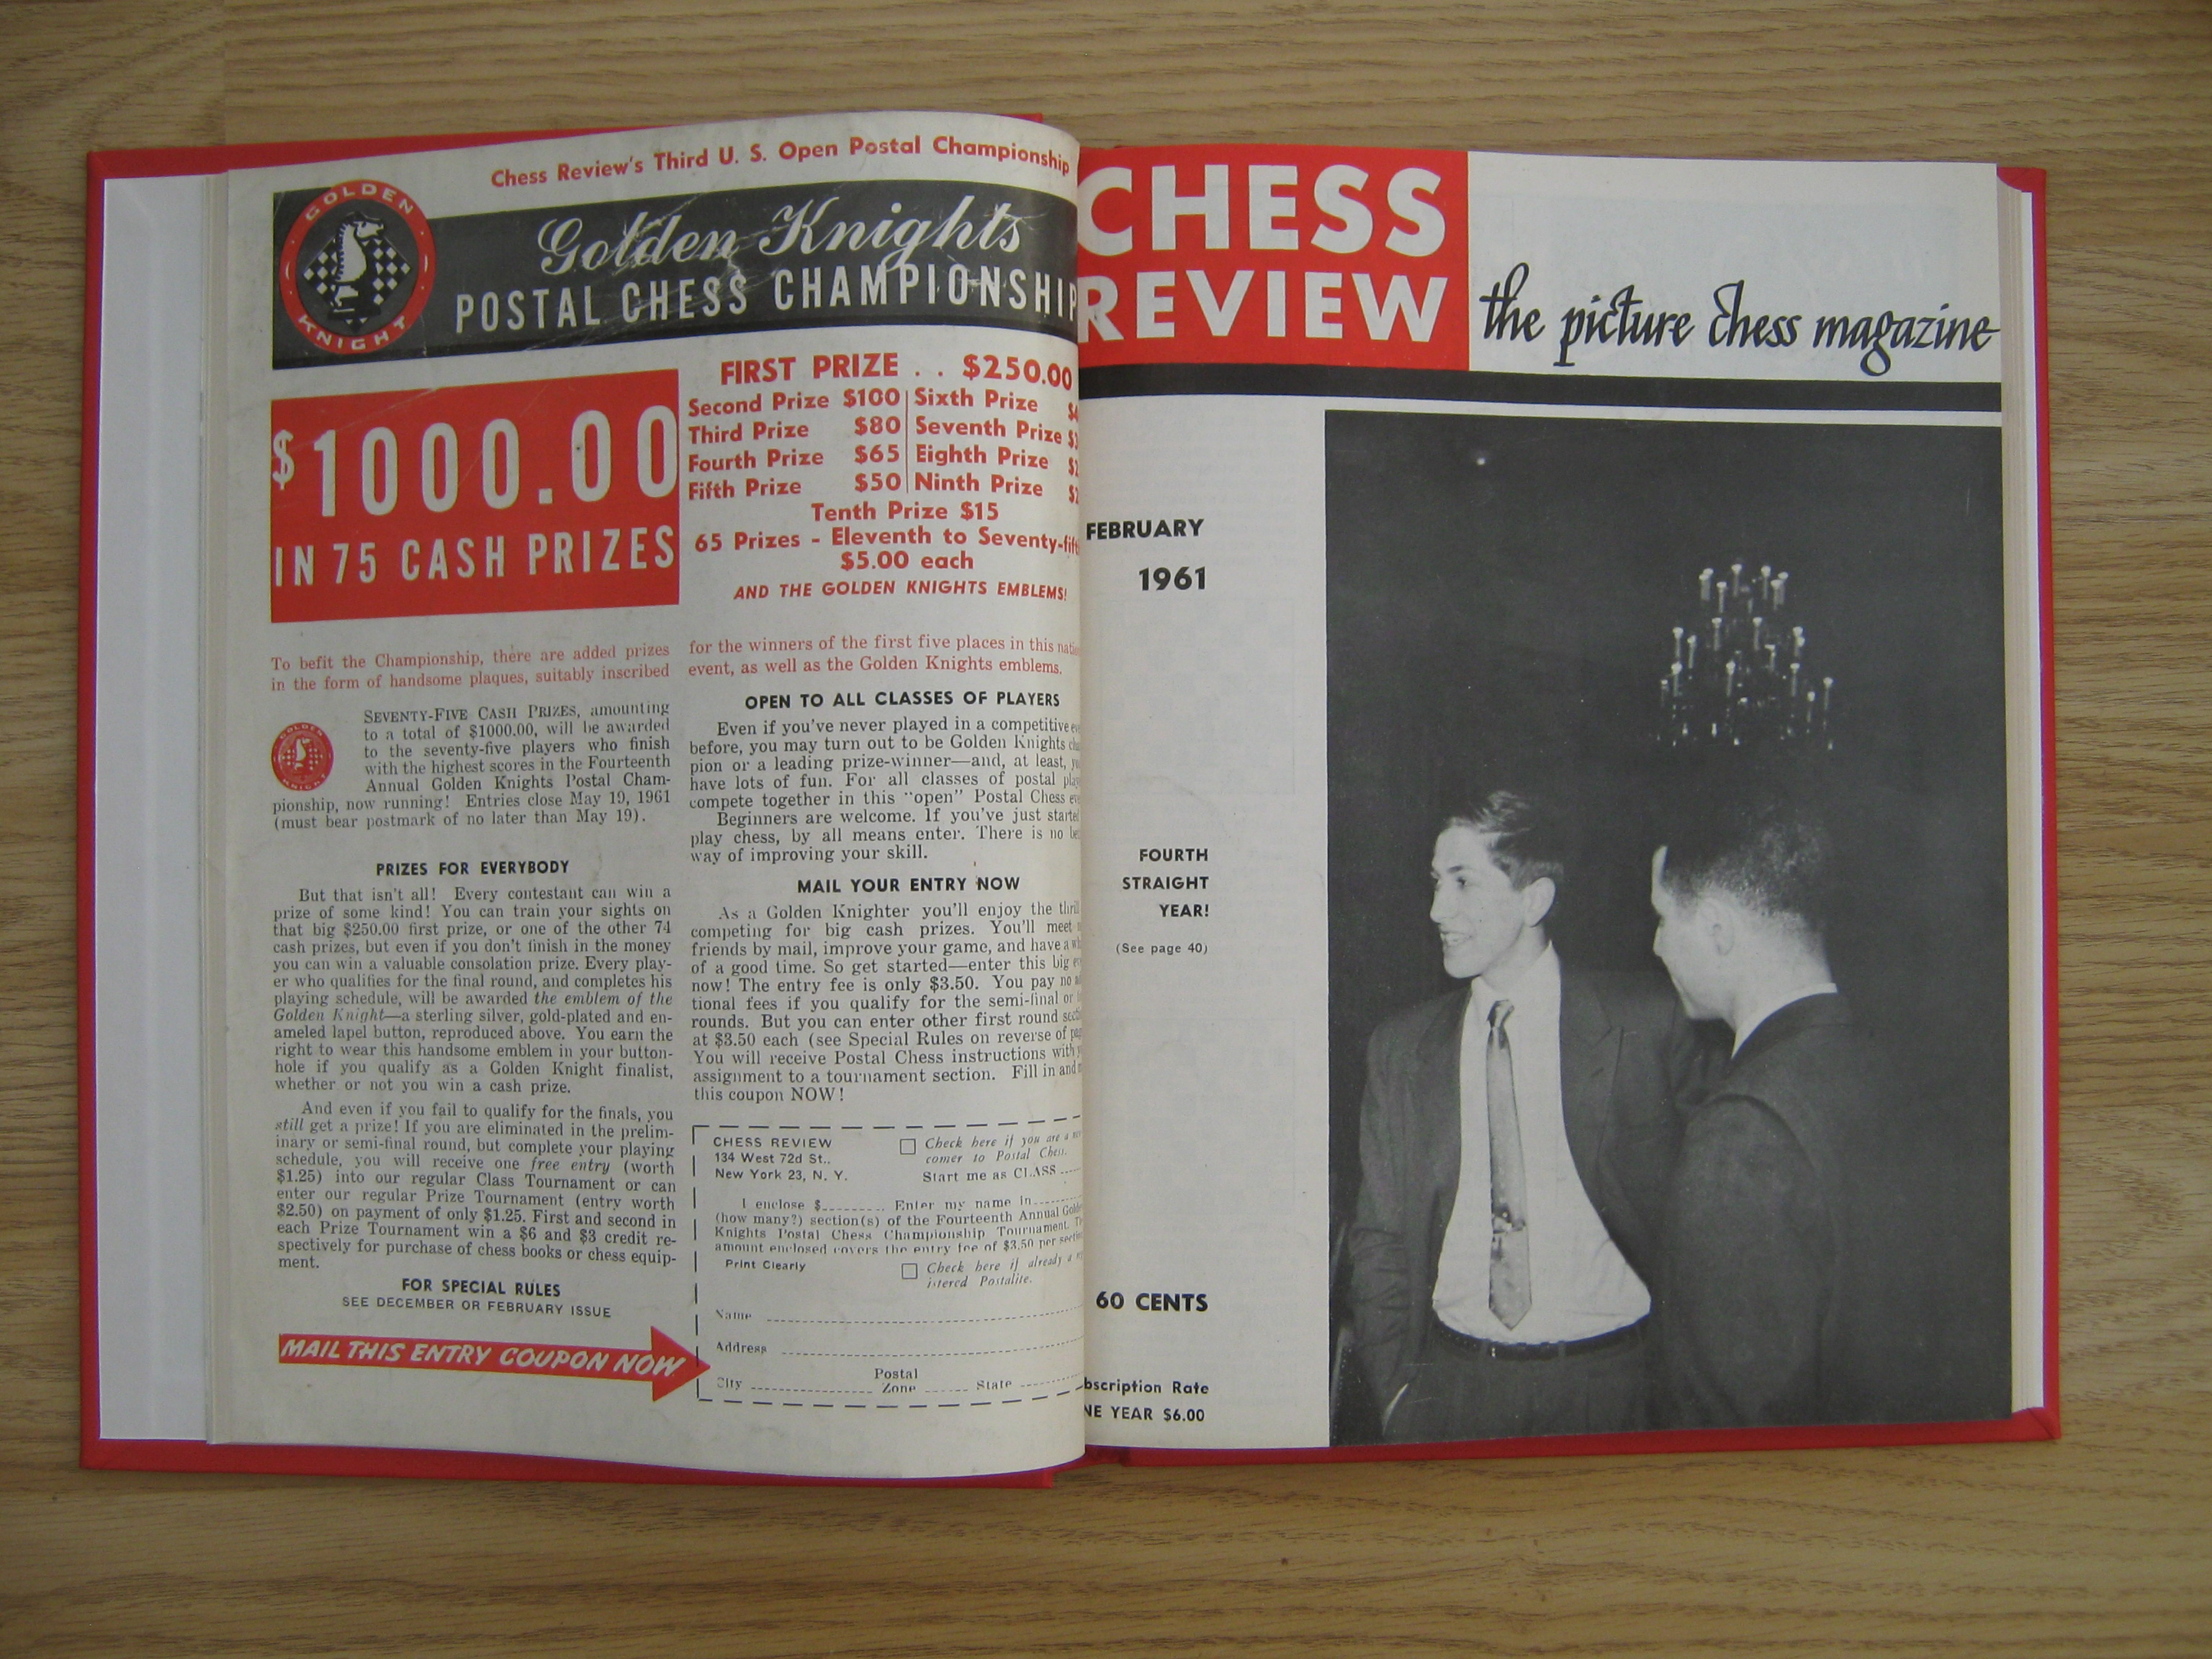 Chess Review's Third U. S. Open Postal Championship
GOLDEN
KNIGHT
Golden Knights
POSTAL CHESS CHAMPIONSHIP
$1000.00
IN 75 CASH PRIZES
FIRST PRIZE . . $250.00
Second Prize $100 Sixth Prize
Third Prize $80 Seventh Prize
Fourth Prize $65 Eighth Prize
Fifth Prize $50 Ninth Prize
Tenth Prize $15
65 Prizes - Eleventh to Seventy-fifth
$5.00 each
AND THE GOLDEN KNIGHTS EMBLEMS!
To befit the Championship, there are added prizes
in the form of handsome plaques, suitably inscribed
for the winners of the first five places in this
event, as well as the Golden Knights emblems.
GOLDEN
KNIGHT
SEVENTY-FIVE CASH PRIZES, amounting
to a total of $1000.00, will be awarded
to the seventy-five players who finish
with the highest scores in the Fourteenth
Annual Golden Knights Postal Cham-
pionship, now running! Entries close May 19, 1961
(must bear postmark of no later than May 19).
PRIZES FOR EVERYBODY
But that isn't all! Every contestant can win a
prize of some kind! You can train your sights on
that big $250.00 first prize, or one of the other 74
cash prizes, but even if you don't finish in the money
you can win a valuable consolation prize. Every play-
er who qualifies for the final round, and completes his
playing schedule, will be awarded the emblem of the
Golden Knight—a sterling silver, gold-plated and en-
ameled lapel button, reproduced above. You earn the
right to wear this handsome emblem in your button-
hole if you qualify as a Golden Knight finalist,
whether or not you win a cash prize.
And even if you fail to qualify for the finals, you
still get a prize! If you are eliminated in the prelim-
inary or semi-final round, but complete your playing
schedule, you will receive one free entry (worth
$1.25) into our regular Class Tournament or can
enter our regular Prize Tournament (entry worth
$2.50) on payment of only $1.25. First and second in
each Prize Tournament win a $6 and $3 credit re-
spectively for purchase of chess books or chess equip-
ment.
FOR SPECIAL RULES
SEE DECEMBER OR FEBRUARY ISSUE
MAIL THIS ENTRY COUPON NOW
OPEN TO ALL CLASSES OF PLAYERS
Even if you've never played in a competitive
before, you may turn out to be Golden Knights
pion or a leading prize-winner—and, at least,
have lots of fun. For all classes of postal
compete together in this "open" Postal Chess
Beginners are welcome. If you've just started
play chess, by all means enter. There is no
way of improving your skill.
MAIL YOUR ENTRY NOW
As a Golden Knighter you'll enjoy the thrill
competing for big cash prizes. You'll meet
friends by mail, improve your game, and have a
of a good time. So get started—enter this big
now! The entry fee is only $3.50. You pay no
tional fees if you qualify for the semi-final or
rounds. But you can enter other first round
at $3.50 each (see Special Rules on reverse of
You will receive Postal Chess instructions with
assignment to a tournament section. Fill in and
this coupon NOW!
CHESS REVIEW
134 West 72d St.,
New York 23, N. Y.
Check here if you are a
comer to Postal Chess.
Start me as CLASS
I enclose $ Enter my name in
(how many?) section(s) of the Fourteenth Annual
Knights Postal Chess Championship Tournament.
amount enclosed covers the entry fee of $3.50 per
Print Clearly
Check here if already a
istered Postalite.
Name
Address
City Postal Zone State
CHESS
REVIEW
the picture chess magazine
FEBRUARY
1961
FOURTH
STRAIGHT
YEAR!
(See page 40)
60 CENTS
bscription Rate
NE YEAR $6.00